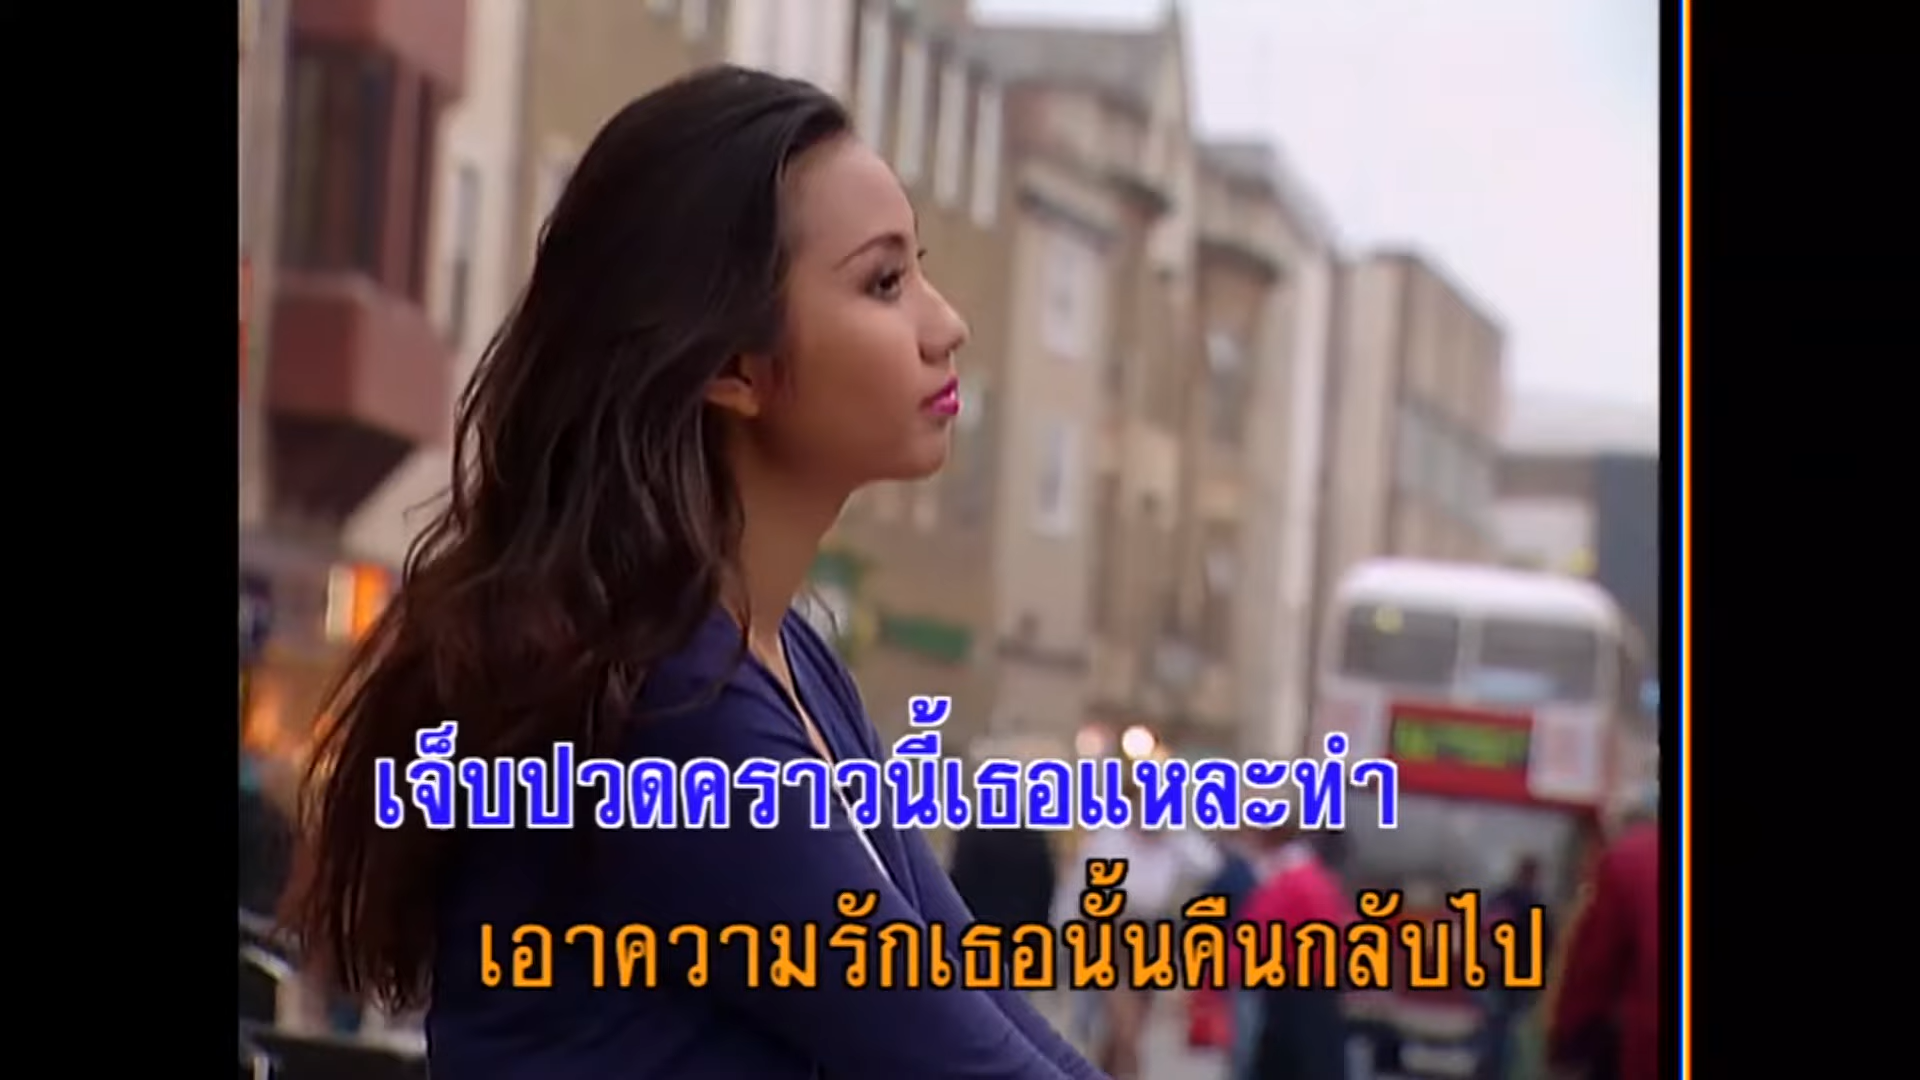 เจ็บปวดคราวนี้เธอแหละทำ
เอาความรักเธอนั้นคืนกลับไป